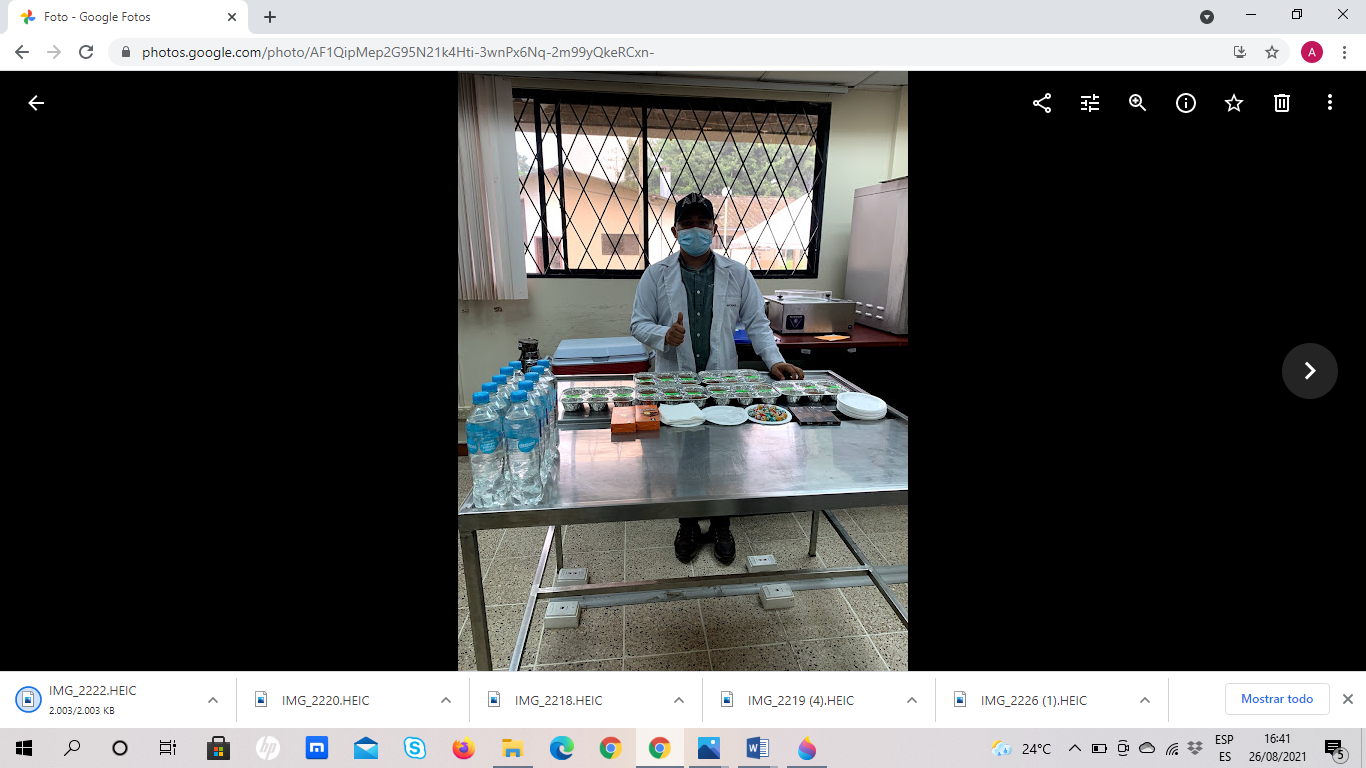 Foto - Google Fotos
photos.google.com/photo/AF1QipMep2G95N21k4Hti-3wnPx6Nq-2m99yQkeRCxn-
A
IMG_2222.HEIC
2.003/2.003 KB
IMG_2220.HEIC
IMG_2218.HEIC
IMG_2219 (4).HEIC
IMG_2226 (1).HEIC
Mostrar todo
24°C
ESP
ES
16:41
26/08/2021
5